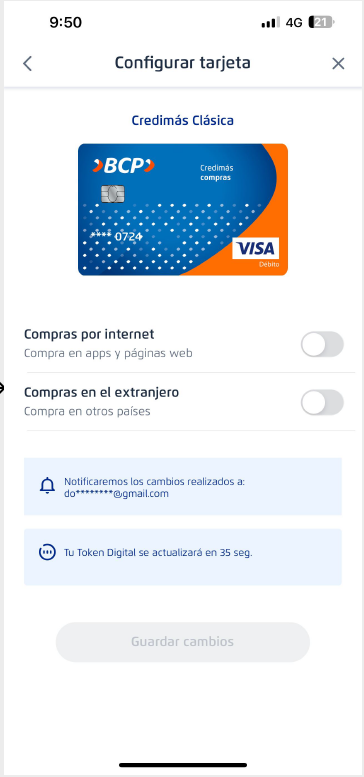 9:50
4G
21
Configurar tarjeta
Credimás Clásica
BCP
Credimás
compras
**** 0724
VISA
Débito
Compras por internet
Compra en apps y páginas web
Compras en el extranjero
Compra en otros países
Notificaremos los cambios realizados a:
do********@gmail.com
Tu Token Digital se actualizará en 35 seg.
Guardar cambios